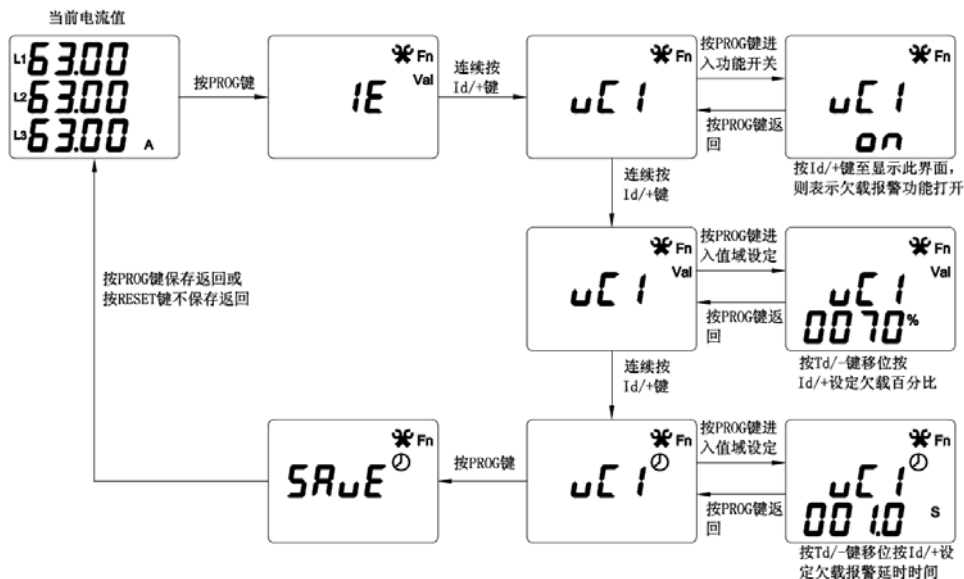 当前电流值
L1 63.00
L2 63.00
L3 63.00 A
按PROG键
Fn
Val
1E
连续按
Id/+键
Fn
uC1
按PROG键进
入功能开关
按PROG键返
回
Fn
uC1
on
按Id/+键至显示此界面，
则表示欠载报警功能打开
连续按
Id/+键
Fn
Val
uC1
按PROG键进
入值域设定
按PROG键返
回
Fn
Val
uC1
0070%
按Td/-键移位按
Id/+设定欠载百分比
连续按
Id/+键
Fn
uC1
按PROG键进
入值域设定
按PROG键返
回
Fn
uC1
001.0 S
按Td/-键移位按Id/+设
定欠载报警延时时间
按PROG键
Fn
SAuE
按PROG键保存返回或
按RESET键不保存返回